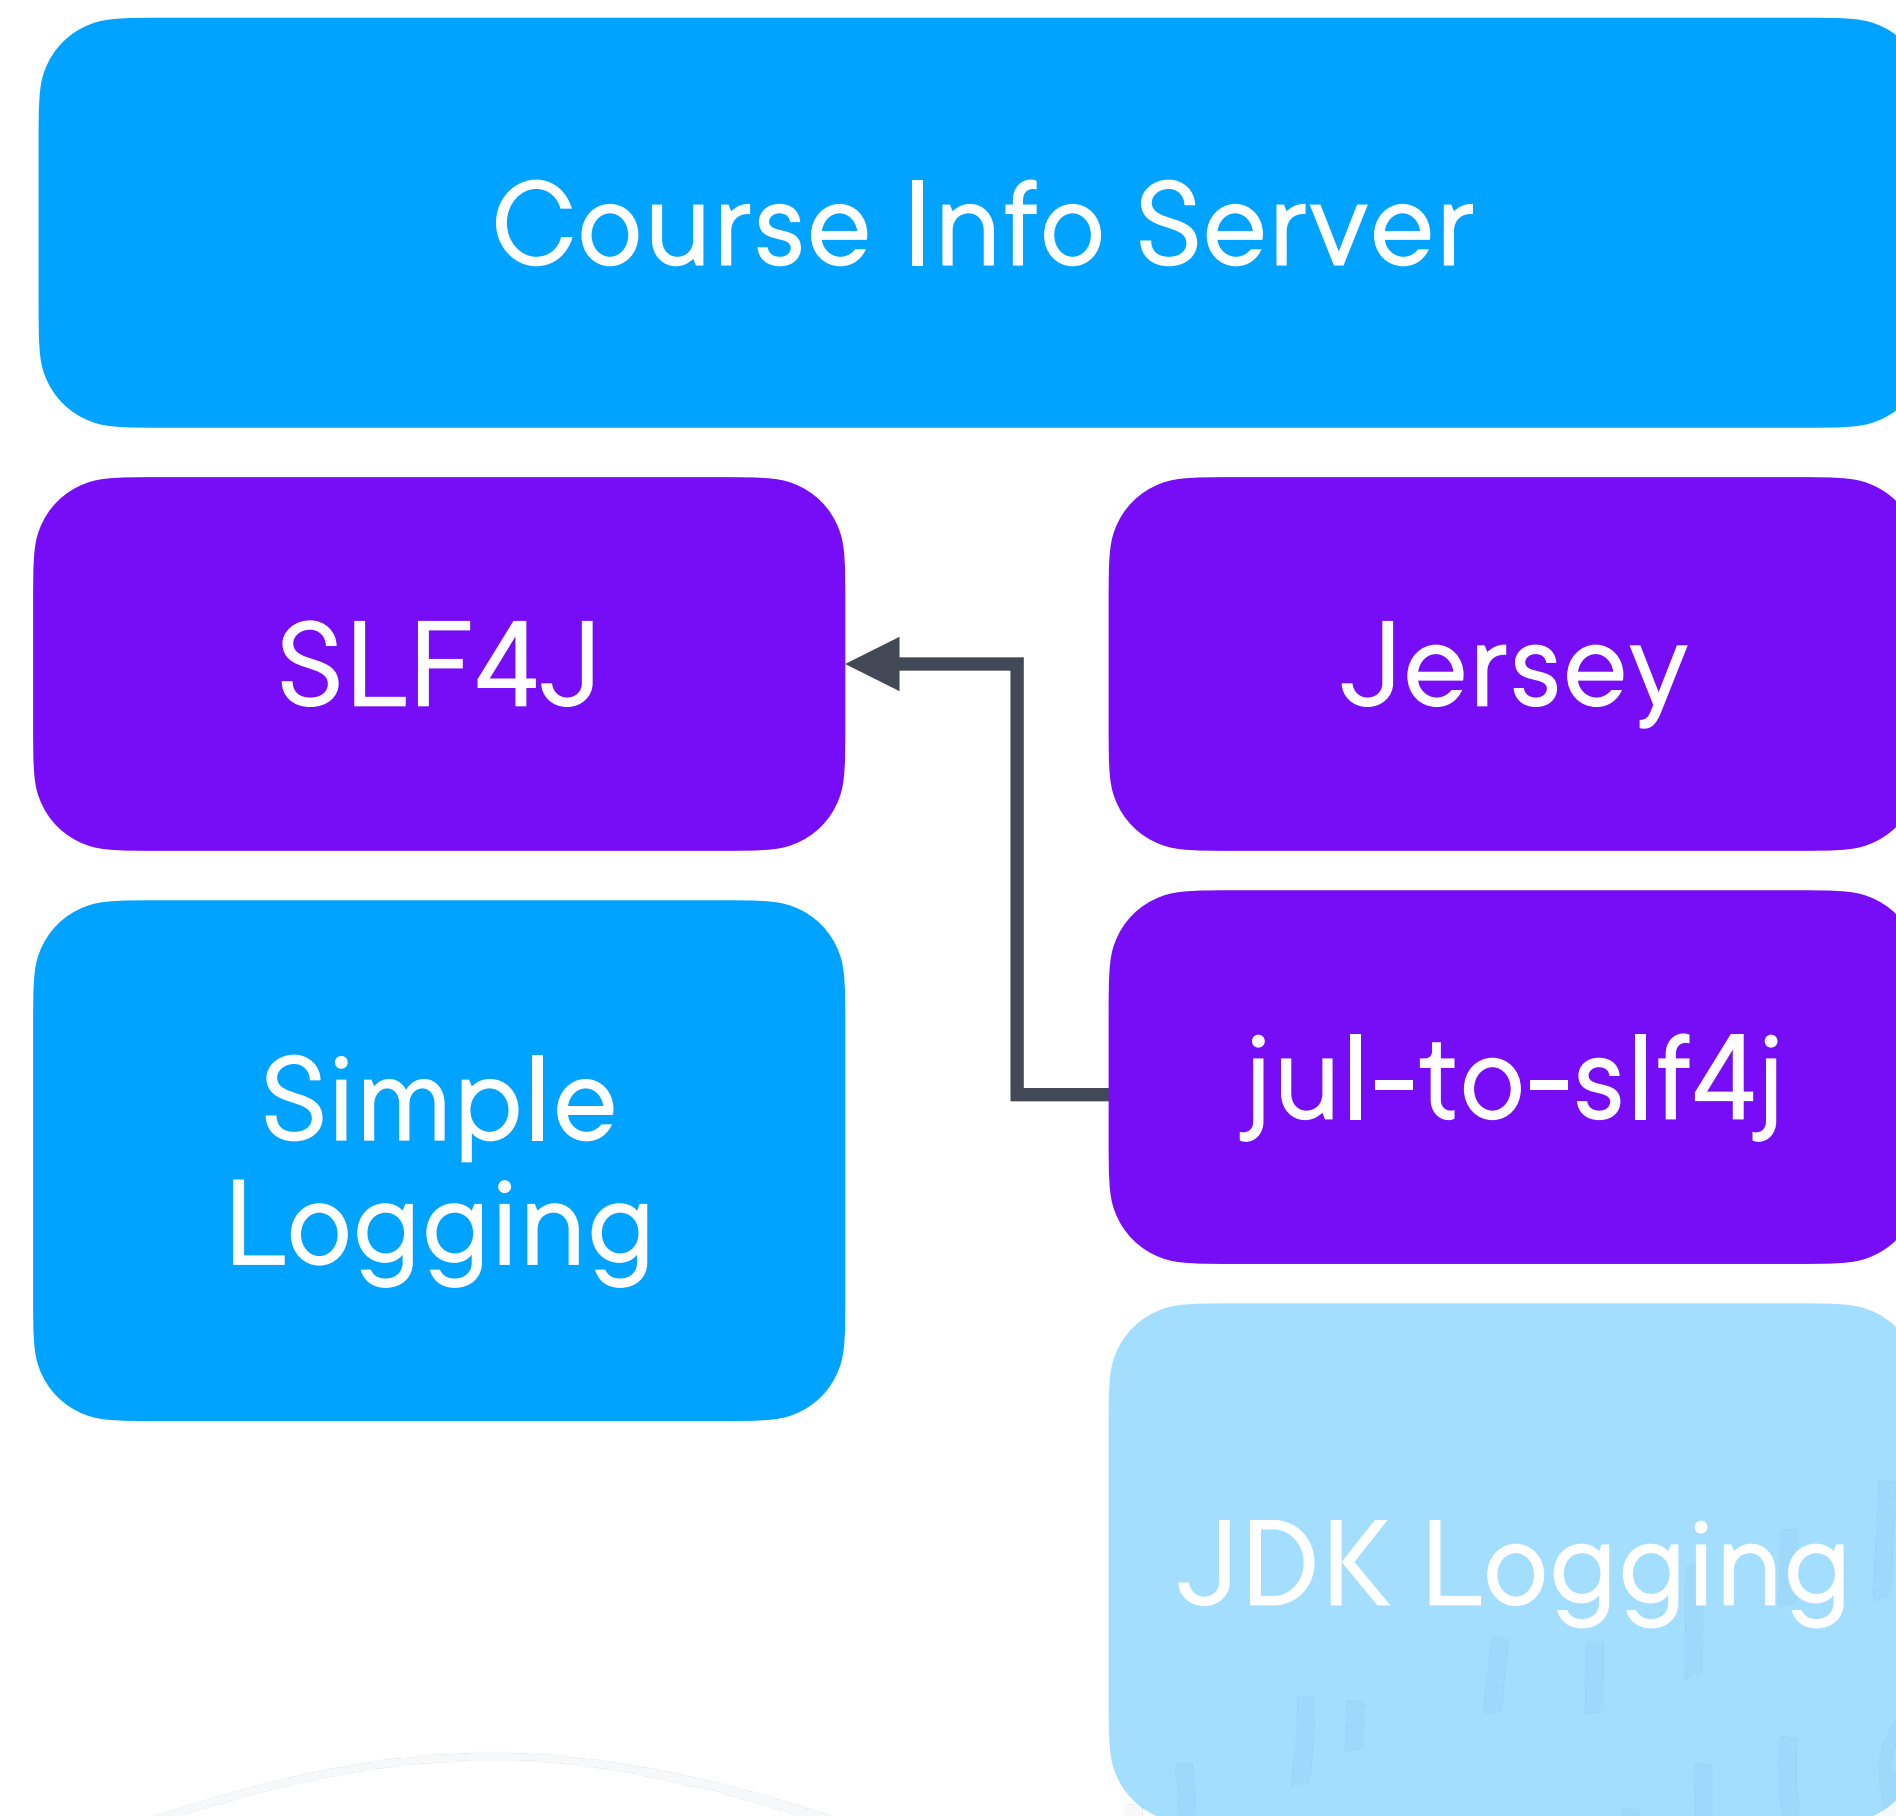 Course Info Server
SLF4J
Jersey
Simple
Logging
jul-to-slf4j
JDK Logging